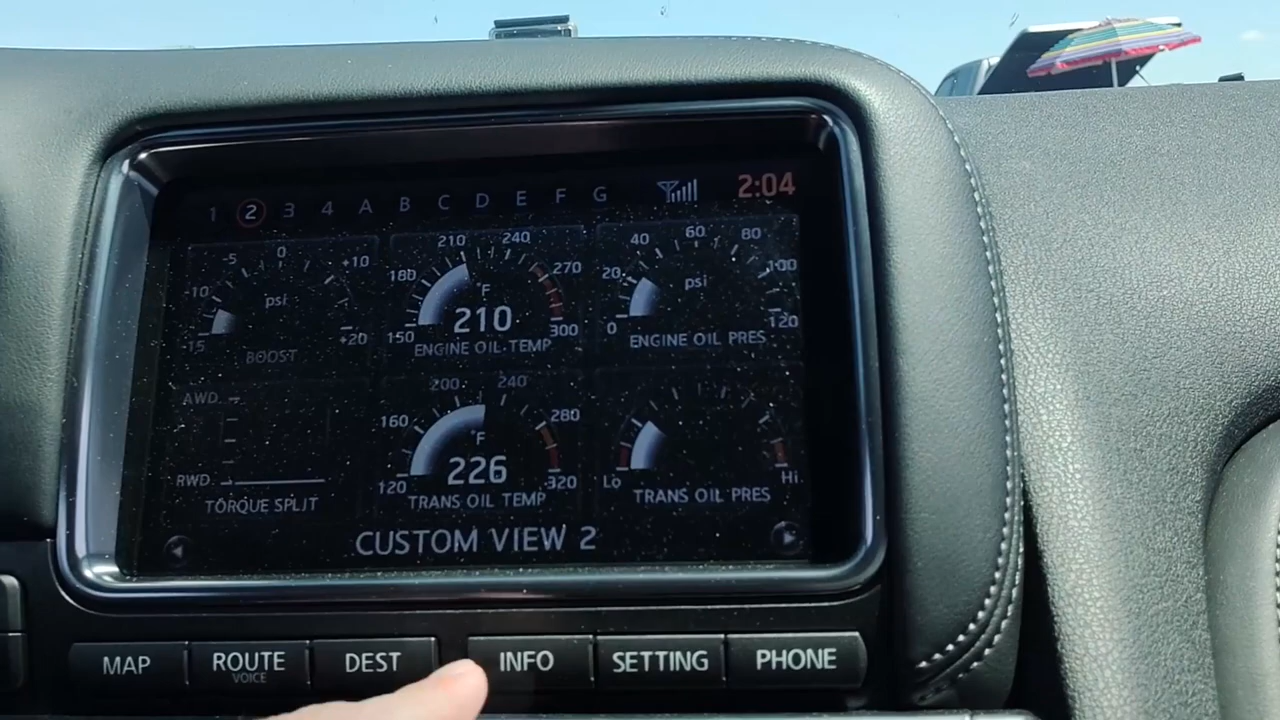 1 2 3 4 A B C D E F G 2:04
-5 0 +10
-10 psi
15 +20
BOOST
210 240
180 270
°F
210
150 300
ENGINE OIL TEMP
40 60 80
20 psi 100
0 120
ENGINE OIL PRES
AWD
RWD
TORQUE SPLIT
200 240
160 280
°F
226
120 320
TRANS OIL TEMP
Lo Hi
TRANS OIL PRES
CUSTOM VIEW 2
MAP ROUTE DEST INFO SETTING PHONE
VOICE